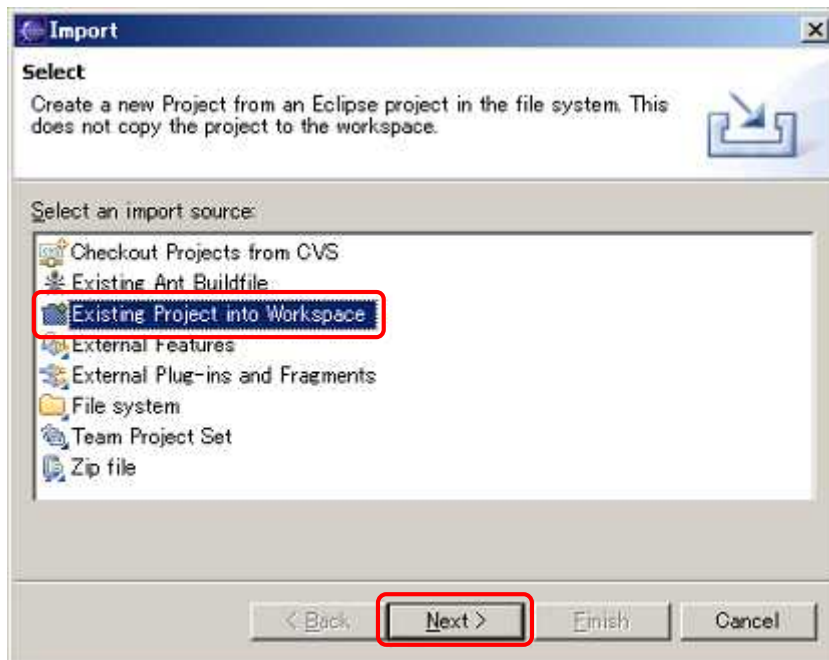 Import
Select
Create a new Project from an Eclipse project in the file system. This
does not copy the project to the workspace.
Select an import source:
Checkout Projects from CVS
Existing Ant Buildfile
Existing Project into Workspace
External Features
External Plug-ins and Fragments
File system
Team Project Set
Zip file
< Back Next > Finish Cancel